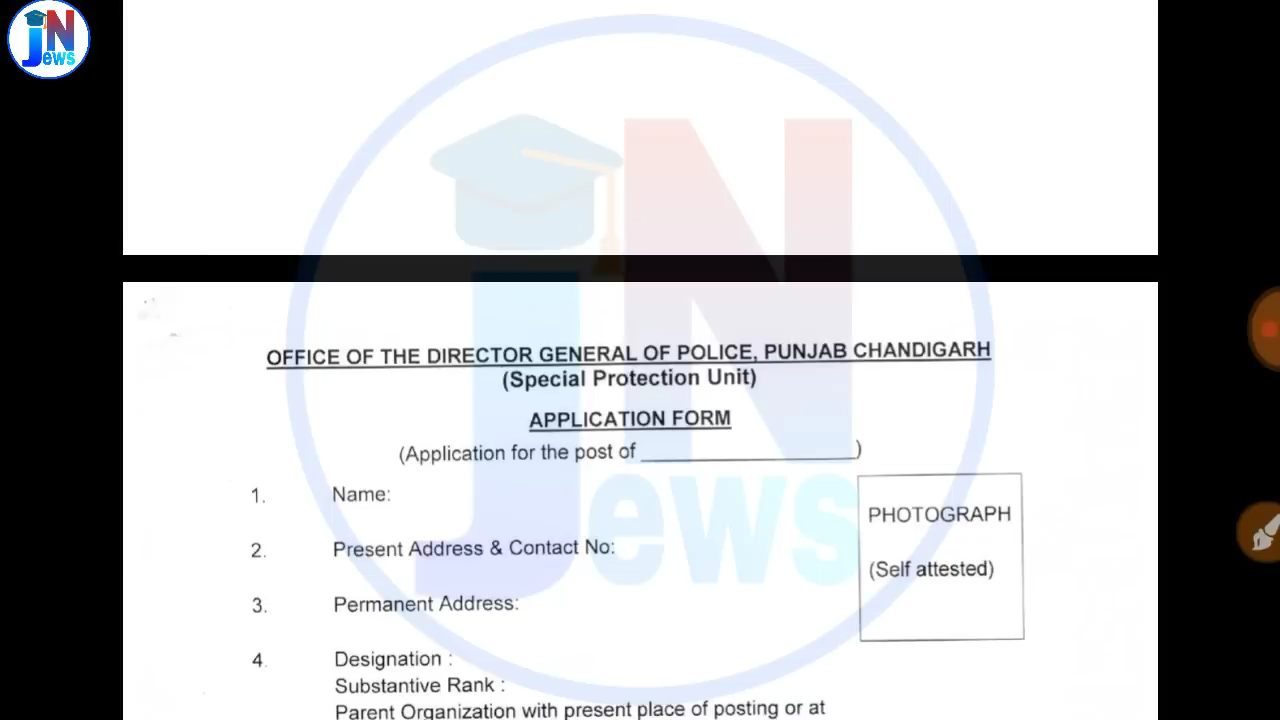 JN
ews
JN
ews
OFFICE OF THE DIRECTOR GENERAL OF POLICE, PUNJAB CHANDIGARH
(Special Protection Unit)
APPLICATION FORM
(Application for the post of ____________________)
1. Name:
PHOTOGRAPH
(Self attested)
2. Present Address & Contact No:
3. Permanent Address:
4. Designation :
Substantive Rank :
Parent Organization with present place of posting or at